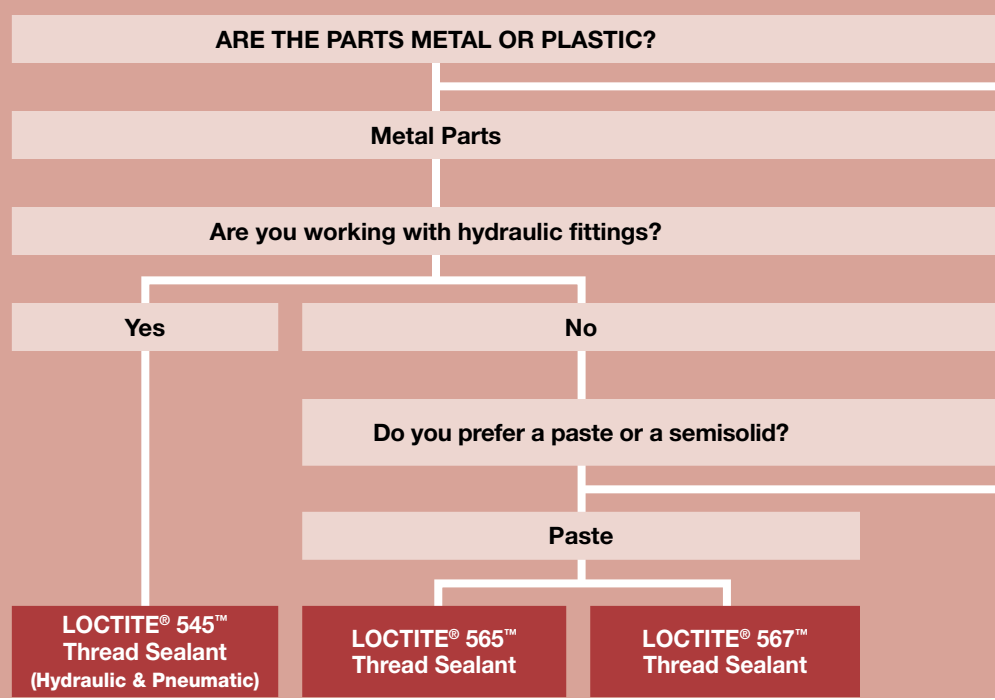 ARE THE PARTS METAL OR PLASTIC?
Metal Parts
Are you working with hydraulic fittings?
Yes
No
Do you prefer a paste or a semisolid?
Paste
LOCTITE® 545™
Thread Sealant
(Hydraulic & Pneumatic)
LOCTITE® 565™
Thread Sealant
LOCTITE® 567™
Thread Sealant